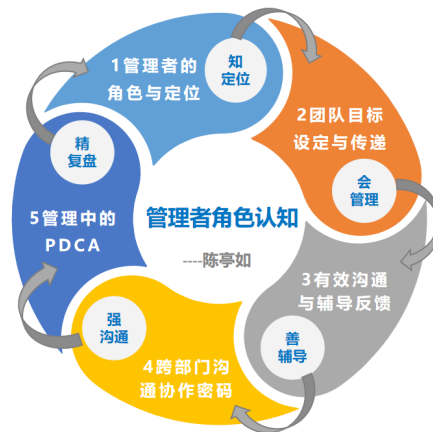 1管理者的
角色与定位
知
定位
2团队目标
设定与传递
会
管理
3有效沟通
与辅导反馈
善
辅导
4跨部门沟
通协作密码
强
沟通
5管理中的
PDCA
精
复盘
管理者角色认知
----陈亭如